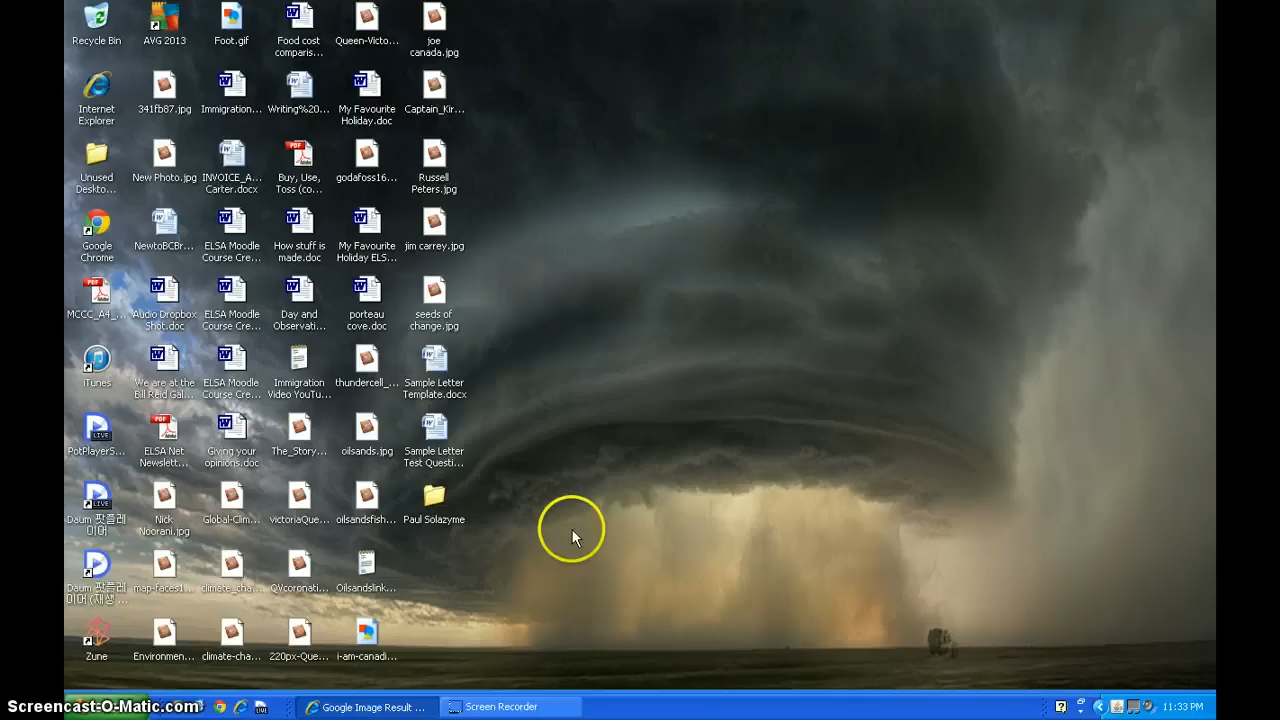 Recycle Bin
AVG 2013
Foot.gif
Food cost
comparis...
Queen-Victo...
joe
canada.jpg
Internet
Explorer
341fb87.jpg
Immigration...
Writing%20...
My Favourite
Holiday.doc
Captain_Kir...
Unused
Deskto...
New Photo.jpg
INVOICE_A...
Carter.docx
Buy, Use,
Toss (co...
godafoss16...
Russell
Peters.jpg
Google
Chrome
NewtoBCBr...
ELSA Moodle
Course Cre...
How stuff is
made.doc
My Favourite
Holiday ELS...
jim carrey.jpg
MCCC_A4_...
Audio Dropbox
Shot.doc
ELSA Moodle
Course Cre...
Day and
Observati...
porteau
cove.doc
seeds of
change.jpg
iTunes
We are at the
Bill Reid Gal...
ELSA Moodle
Course Cre...
Immigration
Video YouTu...
thundercell_...
Sample Letter
Template.docx
PotPlayerS...
ELSA Net
Newslett...
Giving your
opinions.doc
The_Story...
oilsands.jpg
Sample Letter
Test Questi...
Daum 팟플레
이어
Nick
Noorani.jpg
Global-Clim...
victoriaQue...
oilsandsfish...
Paul Solazyme
Daum 팟플레
이어 (재생 ...
map-faces1...
climate_cha...
QVcoronati...
Oilsandslink...
Zune
Environmen...
climate-cha...
220px-Que...
i-am-canadi...
Screencast-O-Matic.com
Google Image Result ...
Screen Recorder
11:33 PM